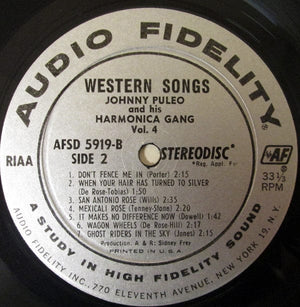 AUDIO FIDELITY®
WESTERN SONGS
JOHNNY PULEO
and his
HARMONICA GANG
Vol. 4
AFSD 5919-B
SIDE 2
STEREODISC*
*Reg. Appl. For
RIAA
AF
33⅓
RPM
1. DON'T FENCE ME IN (Porter) 2:15
2. WHEN YOUR HAIR HAS TURNED TO SILVER
(De Rose-Tobias) 2:10
3. SAN ANTONIO ROSE (Wills) 2:35
4. MEXICALI ROSE (Tenney-Stone) 2:20
5. IT MAKES NO DIFFERENCE NOW (Dowell) 1:42
6. WAGON WHEELS (De Rose-Hill) 2:17
7. GHOST RIDERS IN THE SKY (Jones) 2:15
Production. A & R: Sidney Frey
PRINTED IN U.S.A.
A STUDY IN HIGH FIDELITY SOUND
AUDIO FIDELITY INC., 770 ELEVENTH AVENUE, NEW YORK 19, N.Y.